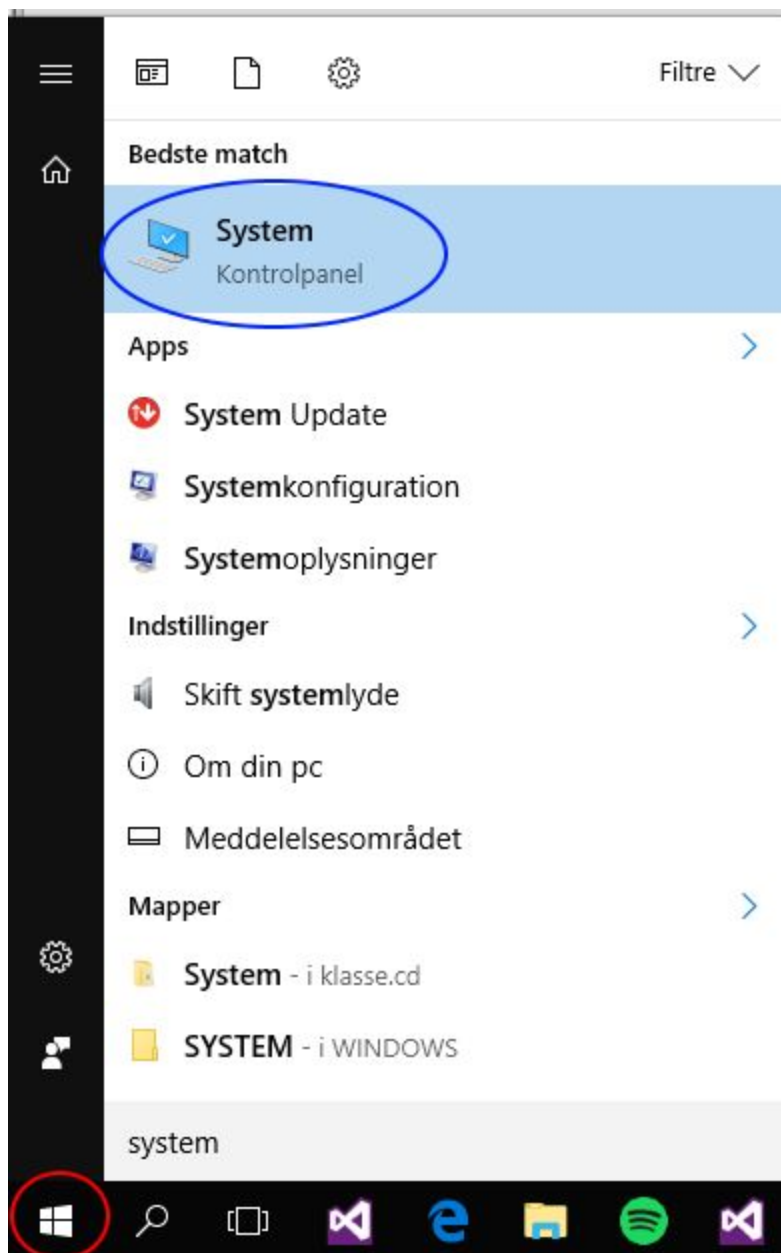 Filtre
Bedste match
System
Kontrolpanel
Apps
System Update
Systemkonfiguration
Systemoplysninger
Indstillinger
Skift systemlyde
Om din pc
Meddelelsesområdet
Mapper
System - i klasse.cd
SYSTEM - i WINDOWS
system